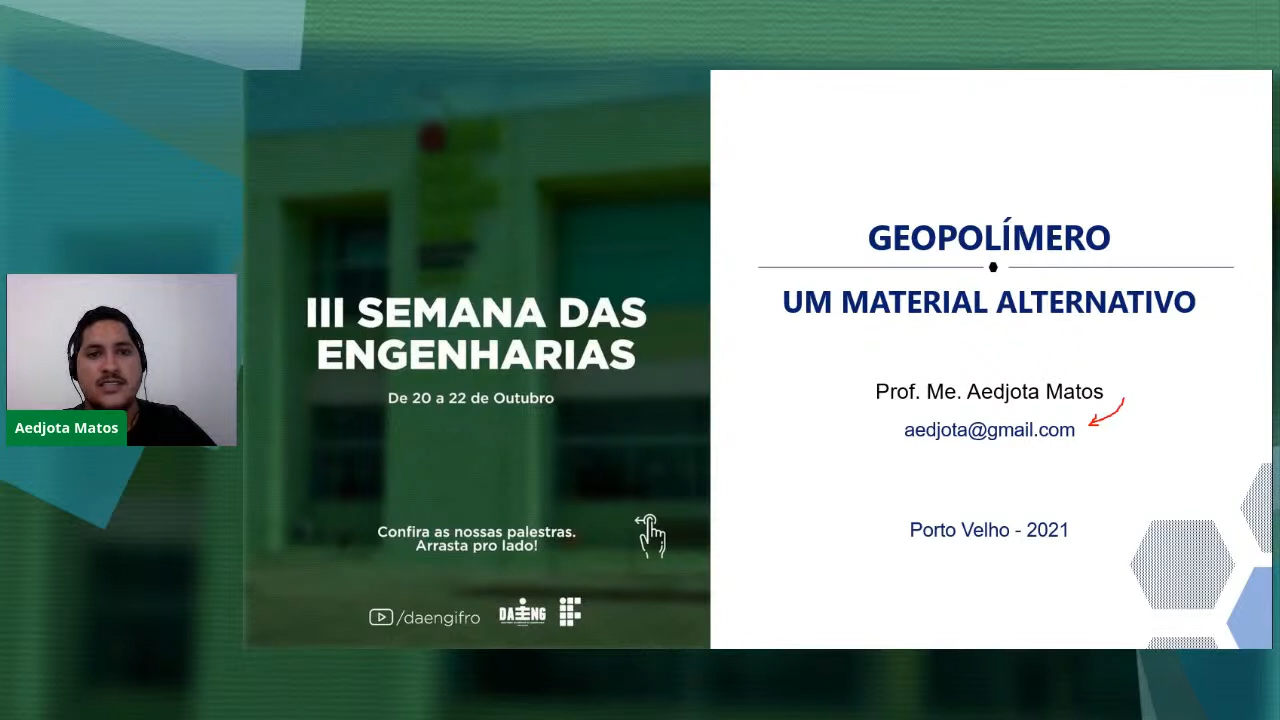 Aedjota Matos
III SEMANA DAS
ENGENHARIAS
De 20 a 22 de Outubro
Confira as nossas palestras.
Arrasta pro lado!
/daengifro
DAENG
GEOPOLÍMERO
UM MATERIAL ALTERNATIVO
Prof. Me. Aedjota Matos
aedjota@gmail.com
Porto Velho - 2021